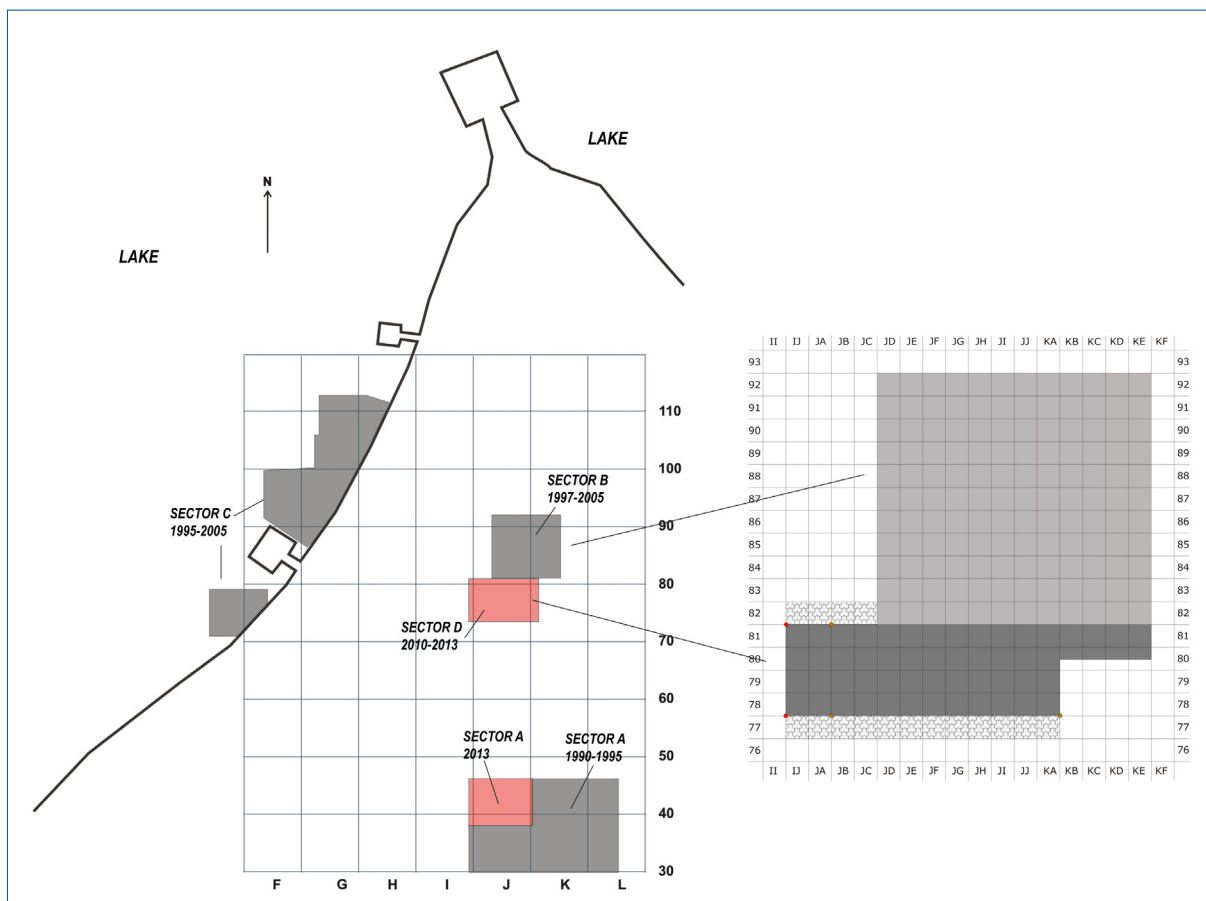 LAKE
N
LAKE
110
100
90
80
70
60
50
40
30
F G H I J K L
SECTOR C
1995-2005
SECTOR B
1997-2005
SECTOR D
2010-2013
SECTOR A
2013
SECTOR A
1990-1995
II IJ JA JB JC JD JE JF JG JH JI JJ KA KB KC KD KE KF
93 93
92 92
91 91
90 90
89 89
88 88
87 87
86 86
85 85
84 84
83 83
82 82
81 81
80 80
79 79
78 78
77 77
76 76
II IJ JA JB JC JD JE JF JG JH JI JJ KA KB KC KD KE KF